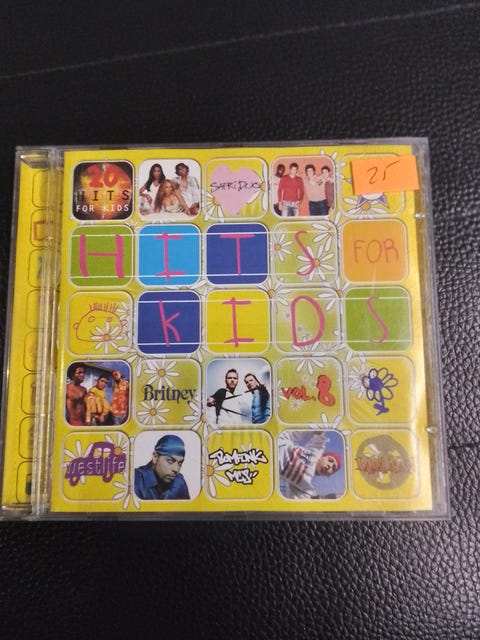 20
HITS
FOR KIDS
SAFRI DUO
25
HITS FOR
KIDS
Britney
VOL. 8
westlife
BOMFUNK
MC'S